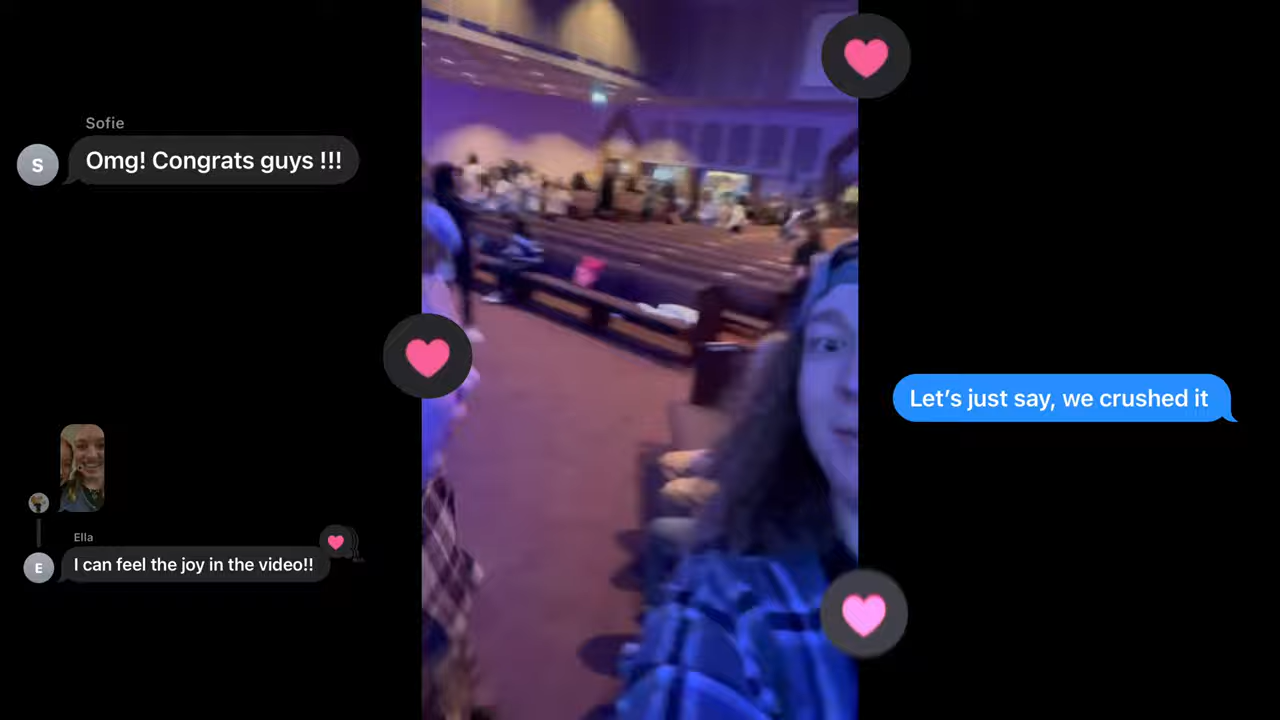 Sofie
S
Omg! Congrats guys !!!
Let’s just say, we crushed it
Ella
E
I can feel the joy in the video!!